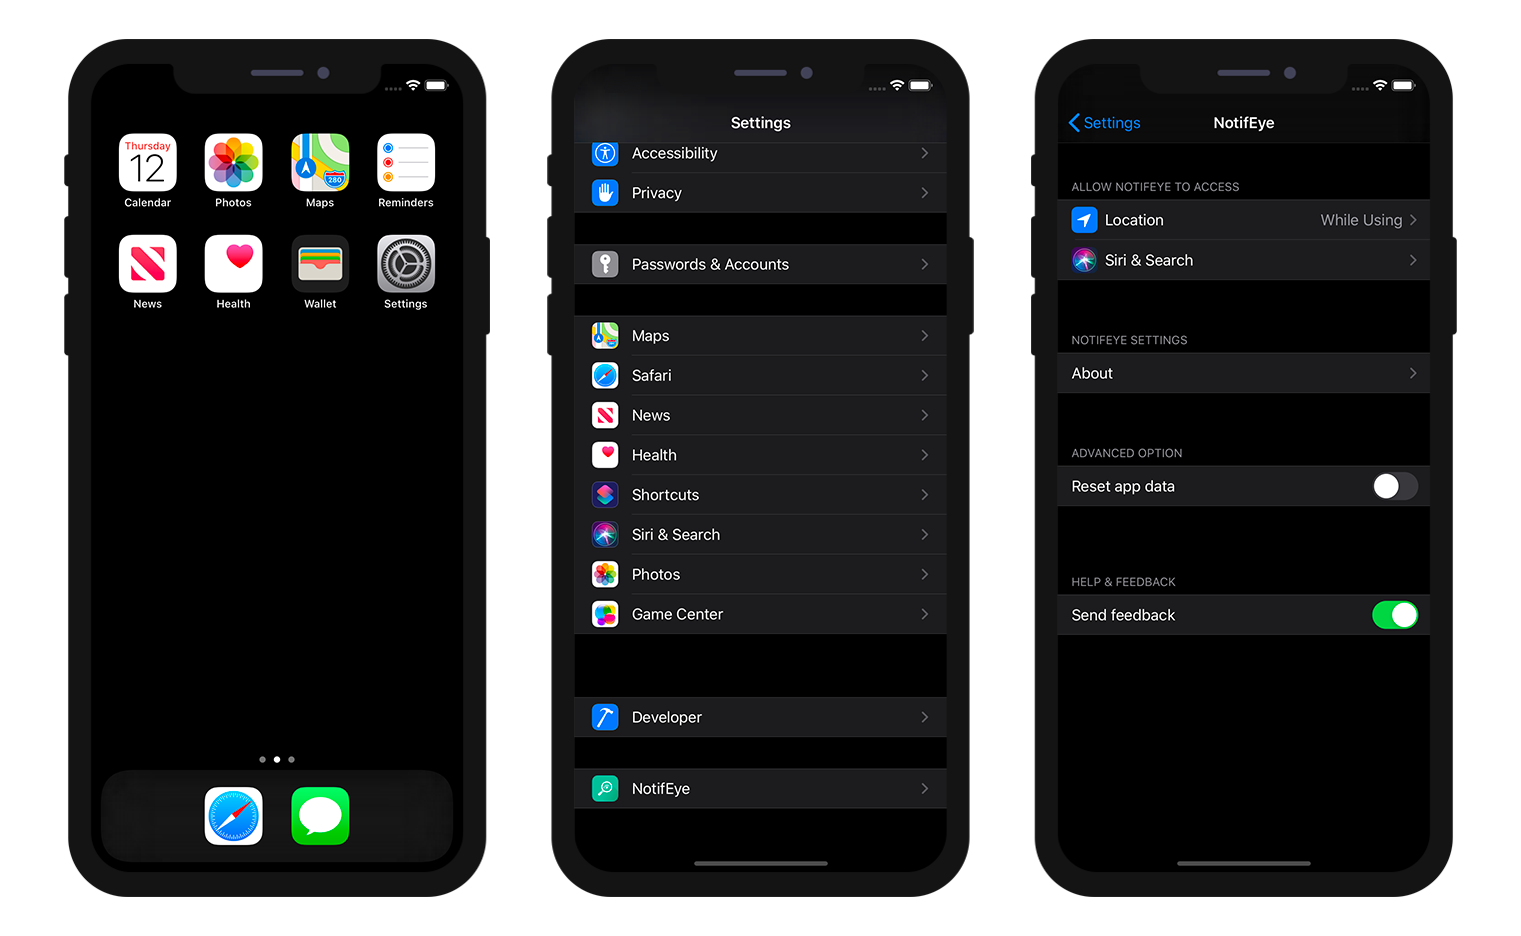 Thursday
12
Calendar
Photos
280
Maps
Reminders
News
Health
Wallet
Settings
Settings
Accessibility
Privacy
Passwords & Accounts
Maps
Safari
News
Health
Shortcuts
Siri & Search
Photos
Game Center
Developer
NotifEye
Settings
NotifEye
ALLOW NOTIFEYE TO ACCESS
Location While Using
Siri & Search
NOTIFEYE SETTINGS
About
ADVANCED OPTION
Reset app data
HELP & FEEDBACK
Send feedback